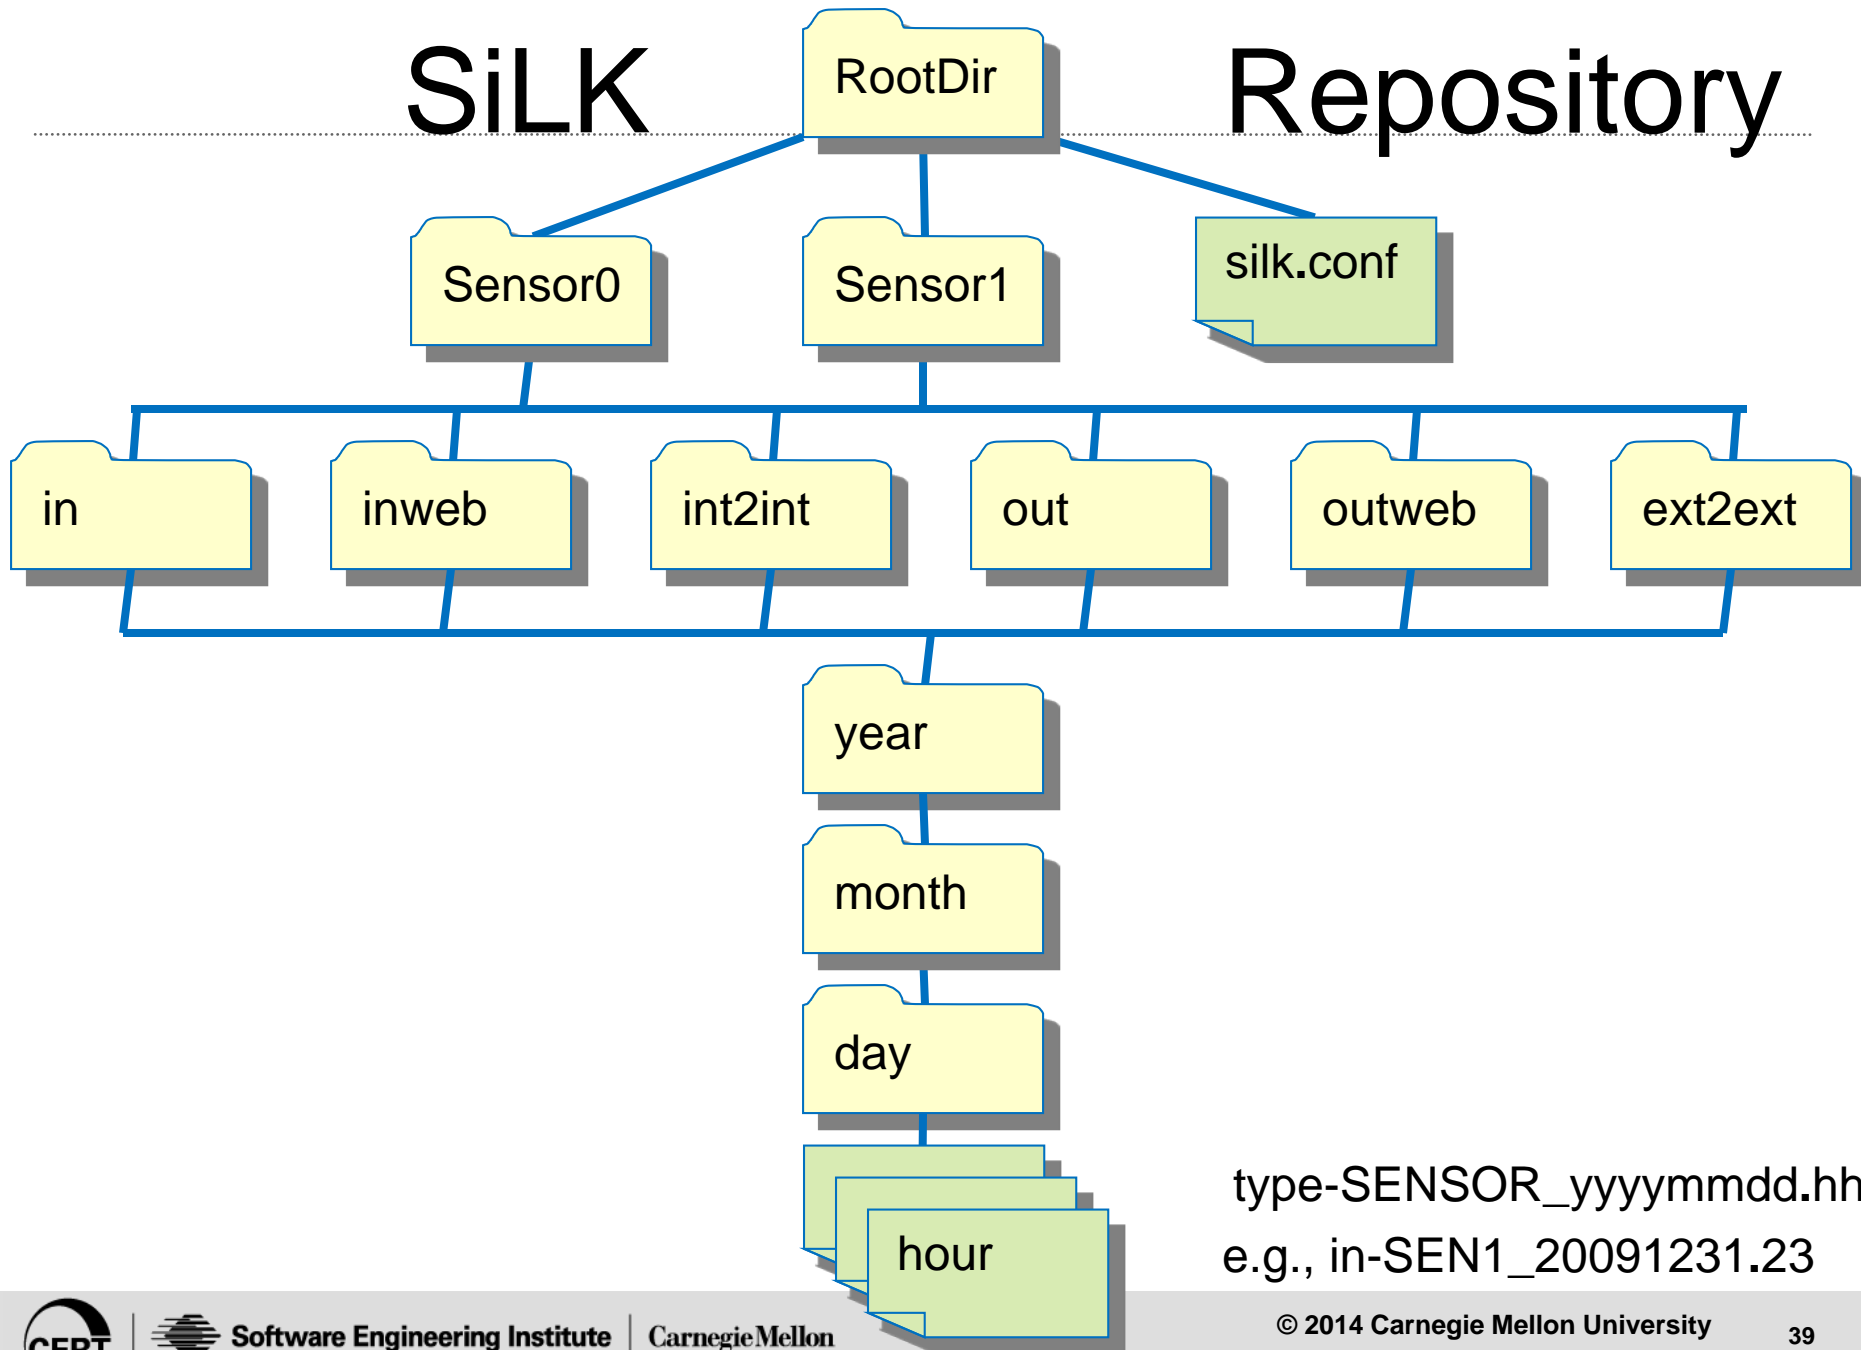 SiLK Repository
RootDir
Sensor0 Sensor1 silk.conf
in inweb int2int out outweb ext2ext
year
month
day
hour
type-SENSOR_yyyymmdd.hh
e.g., in-SEN1_20091231.23
CERT Software Engineering Institute Carnegie Mellon
© 2014 Carnegie Mellon University
39